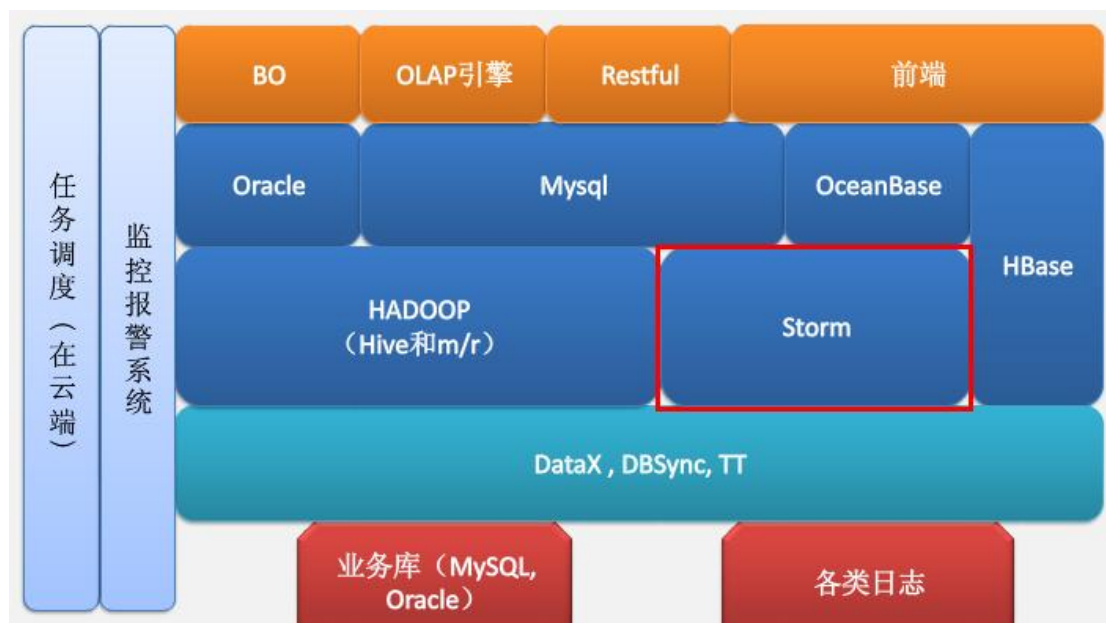 任务调度（在云端）
监控报警系统
BO
OLAP引擎
Restful
前端
Oracle
Mysql
OceanBase
HBase
HADOOP
（Hive和m/r）
Storm
DataX , DBSync, TT
业务库（MySQL,
Oracle）
各类日志